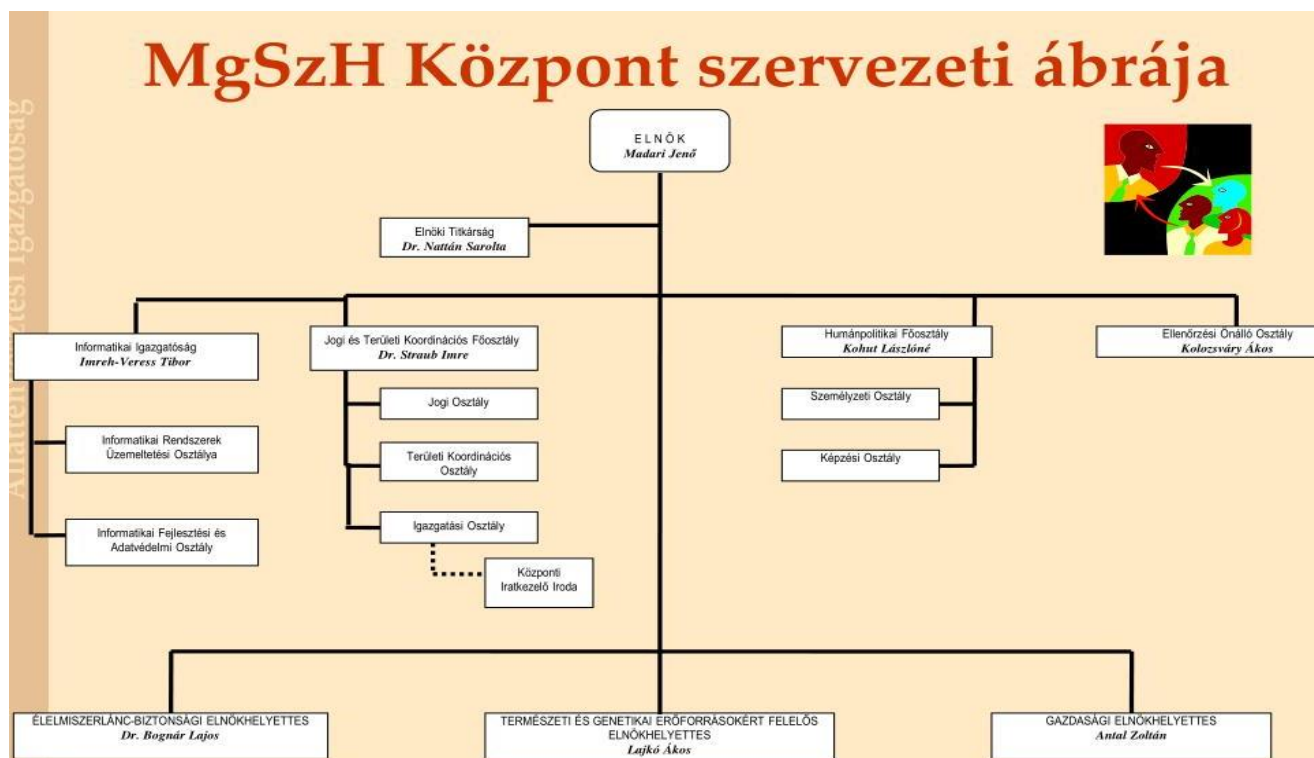 MgSzH Központ szervezeti ábrája
ELNÖK
Madari Jenő
Elnöki Titkárság
Dr. Nattán Sarolta
Informatikai Igazgatóság
Imreh-Veress Tibor
Jogi és Területi Koordinációs Főosztály
Dr. Straub Imre
Humánpolitikai Főosztály
Kohut Lászlóné
Ellenőrzési Önálló Osztály
Kolozsváry Ákos
Jogi Osztály
Személyzeti Osztály
Informatikai Rendszerek
Üzemeltetési Osztálya
Területi Koordinációs
Osztály
Képzési Osztály
Informatikai Fejlesztési és
Adatvédelmi Osztály
Igazgatási Osztály
Központi
Iratkezelő Iroda
ÉLELMISZERLÁNC-BIZTONSÁGI ELNÖKHELYETTES
Dr. Bognár Lajos
TERMÉSZETI ÉS GENETIKAI ERŐFORRÁSOKÉRT FELELŐS
ELNÖKHELYETTES
Lajkó Ákos
GAZDASÁGI ELNÖKHELYETTES
Antal Zoltán
Igazgatóság